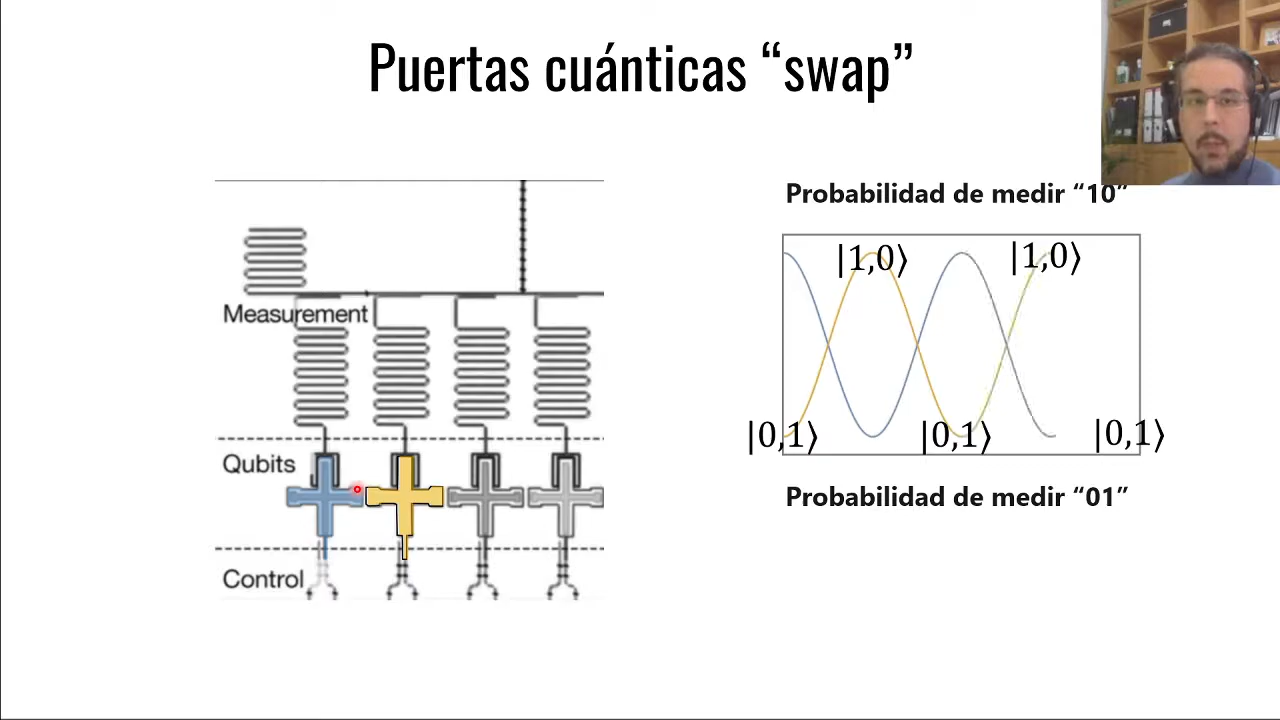 Puertas cuánticas “swap”
Measurement
Qubits
Control
Probabilidad de medir “10”
|1,0⟩
|1,0⟩
|0,1⟩
|0,1⟩
|0,1⟩
Probabilidad de medir “01”